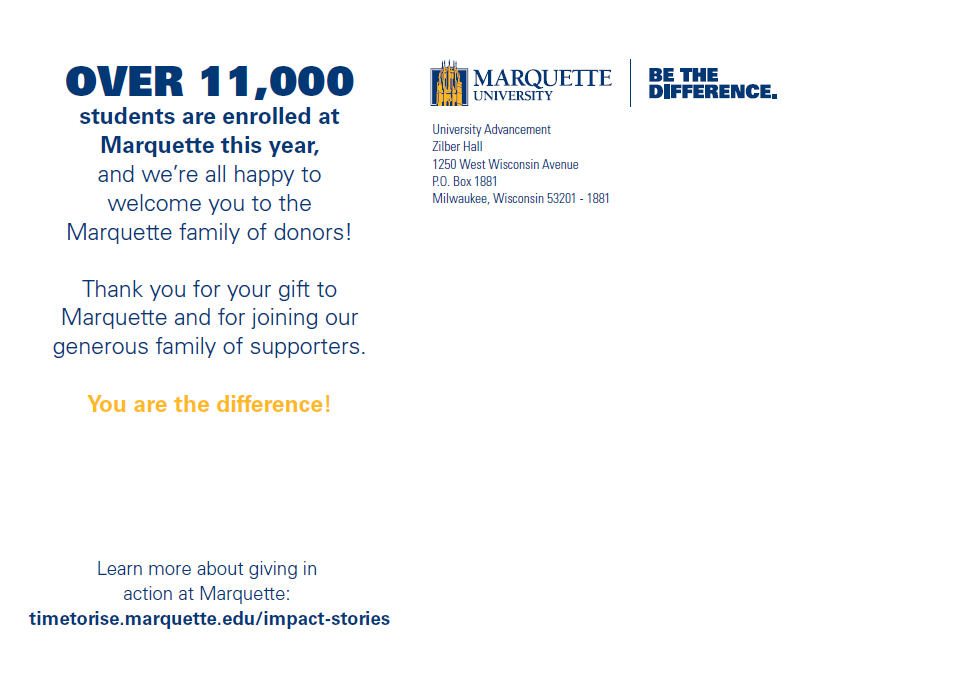 OVER 11,000
students are enrolled at
Marquette this year,
and we're all happy to
welcome you to the
Marquette family of donors!
Thank you for your gift to
Marquette and for joining our
generous family of supporters.
You are the difference!
Learn more about giving in
action at Marquette:
timetorise.marquette.edu/impact-stories
MARQUETTE
UNIVERSITY
BE THE
DIFFERENCE.
University Advancement
Zilber Hall
1250 West Wisconsin Avenue
P.O. Box 1881
Milwaukee, Wisconsin 53201 - 1881